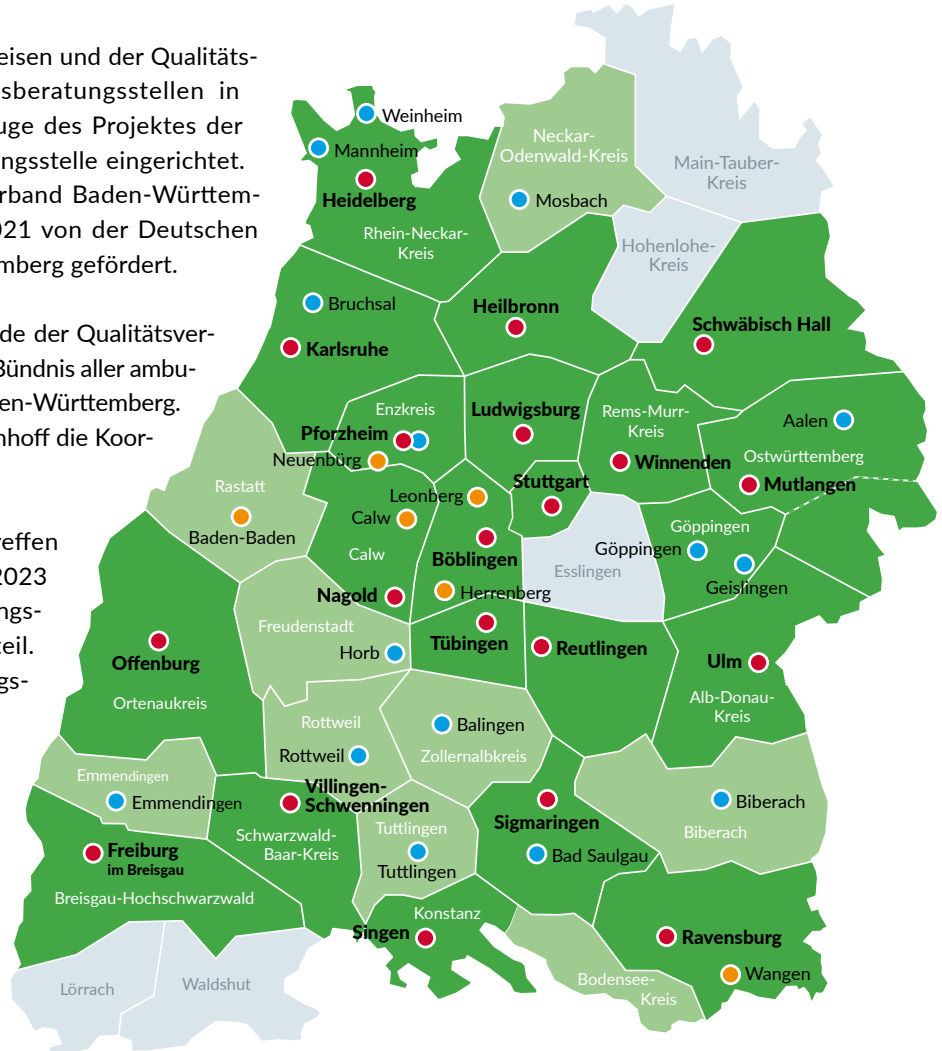 eisen und der Qualitäts-
sberatungsstellen in
uge des Projektes der
ngsstelle eingerichtet.
rband Baden-Württem-
021 von der Deutschen
mberg gefördert.
de der Qualitätsver-
Bündnis aller ambu-
en-Württemberg.
nhoff die Koor-
reffen
2023
ngs-
teil.
gs-
Weinheim
Mannheim
Heidelberg
Rhein-Neckar-
Kreis
Neckar-
Odenwald-Kreis
Mosbach
Main-Tauber-
Kreis
Hohenlohe-
Kreis
Bruchsal
Karlsruhe
Heilbronn
Schwäbisch Hall
Enzkreis
Pforzheim
Neuenbürg
Ludwigsburg
Rems-Murr-
Kreis
Winnenden
Aalen
Ostwürttemberg
Mutlangen
Rastatt
Baden-Baden
Leonberg
Calw
Calw
Nagold
Stuttgart
Böblingen
Herrenberg
Esslingen
Göppingen
Göppingen
Geislingen
Freudenstadt
Horb
Tübingen
Reutlingen
Ulm
Alb-Donau-
Kreis
Offenburg
Ortenaukreis
Rottweil
Rottweil
Balingen
Zollernalbkreis
Emmendingen
Emmendingen
Villingen-
Schwenningen
Schwarzwald-
Baar-Kreis
Tuttlingen
Tuttlingen
Sigmaringen
Bad Saulgau
Biberach
Biberach
Freiburg
im Breisgau
Breisgau-Hochschwarzwald
Konstanz
Singen
Ravensburg
Wangen
Bodensee-
Kreis
Lörrach
Waldshut